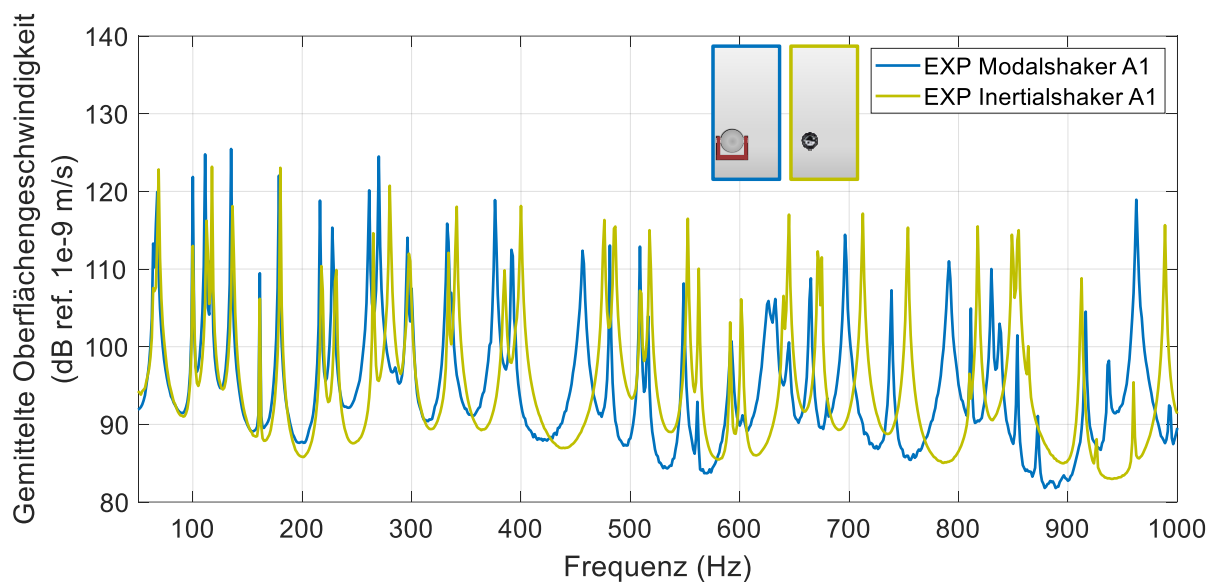 Gemittelte Oberflächengeschwindigkeit
(dB ref. 1e-9 m/s)
140
130
120
110
100
90
80
EXP Modalshaker A1
EXP Inertialshaker A1
100 200 300 400 500 600 700 800 900 1000
Frequenz (Hz)